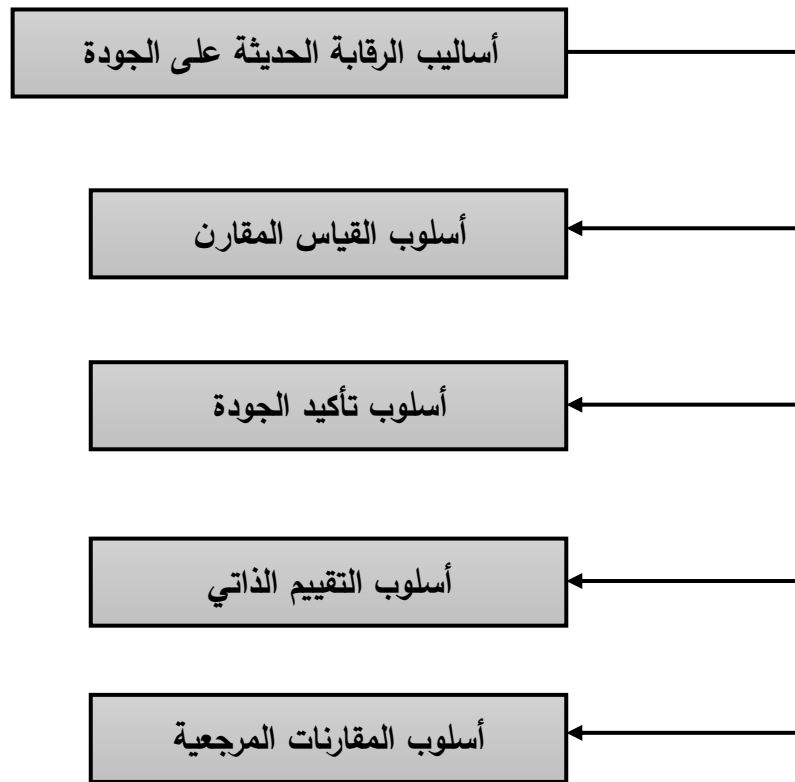 أساليب الرقابة الحديثة على الجودة
أسلوب القياس المقارن
أسلوب تأكيد الجودة
أسلوب التقييم الذاتي
أسلوب المقارنات المرجعية